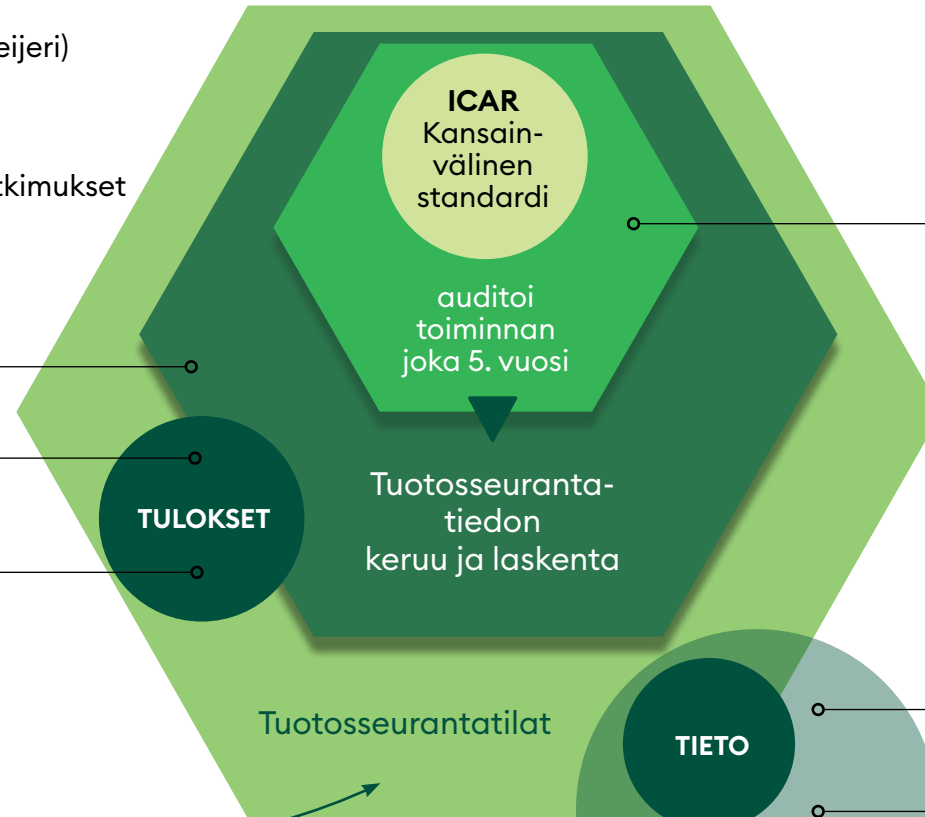 eijeri)
ICAR
Kansain-
välinen
standardi
tkimukset
auditoi
toiminnan
joka 5. vuosi
Tuotosseuranta-
tiedon
keruu ja laskenta
TULOKSET
Tuotosseurantatilat
TIETO